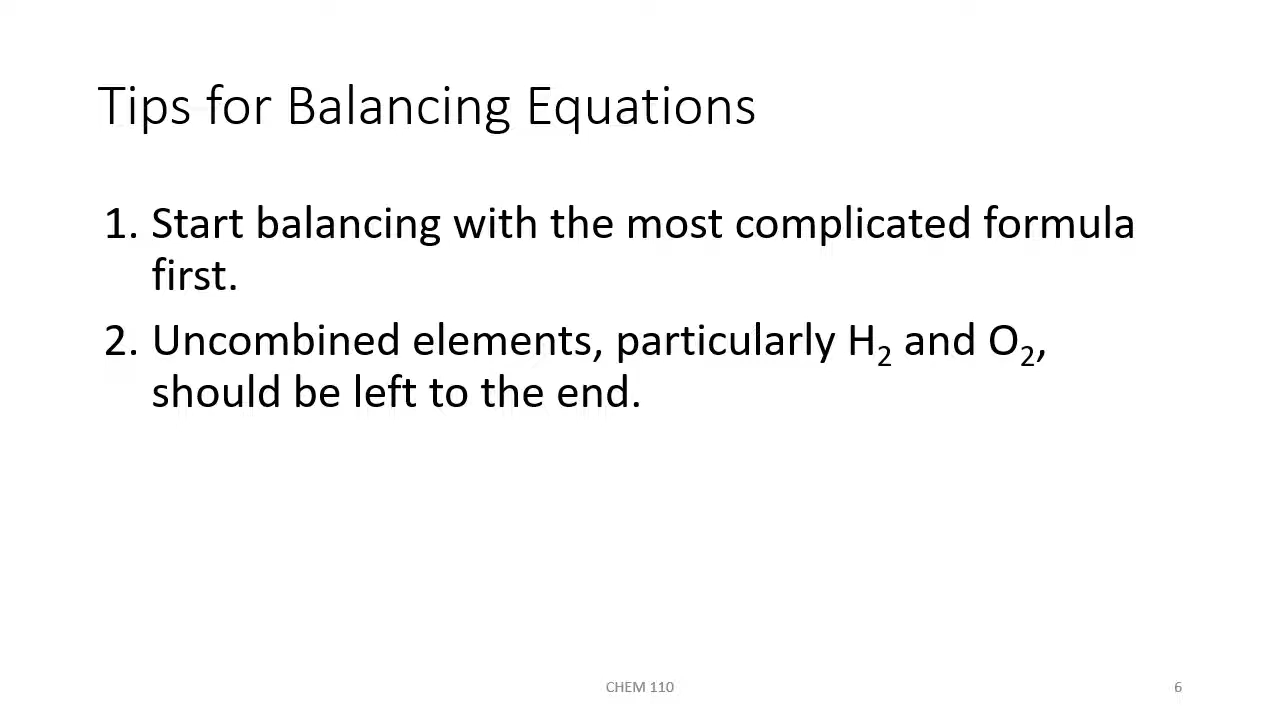 Tips for Balancing Equations
1. Start balancing with the most complicated formula
first.
2. Uncombined elements, particularly H₂ and O₂,
should be left to the end.
CHEM 110
6